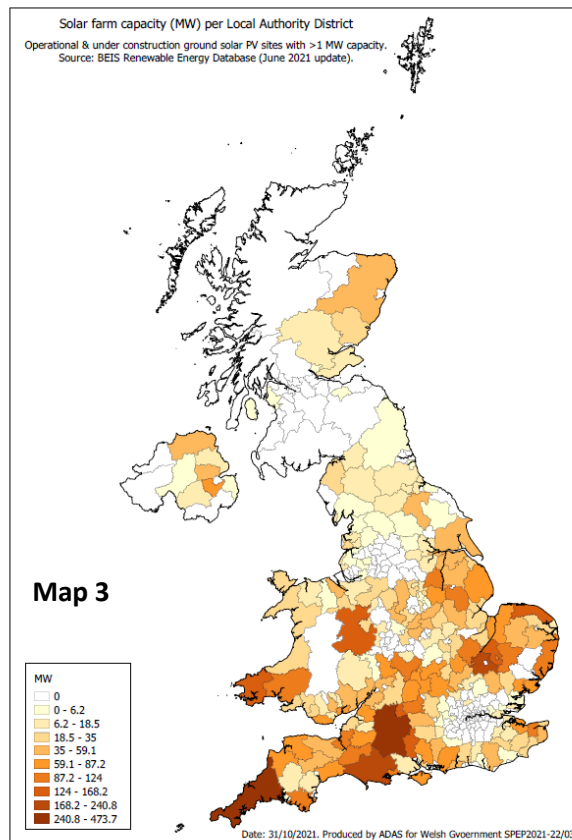 Solar farm capacity (MW) per Local Authority District
Operational & under construction ground solar PV sites with >1 MW capacity.
Source: BEIS Renewable Energy Database (June 2021 update).
Map 3
MW
0
0 - 6.2
6.2 - 18.5
18.5 - 35
35 - 59.1
59.1 - 87.2
87.2 - 124
124 - 168.2
168.2 - 240.8
240.8 - 473.7
Date: 31/10/2021. Produced by ADAS for Welsh Gvoernment SPEP2021-22/03